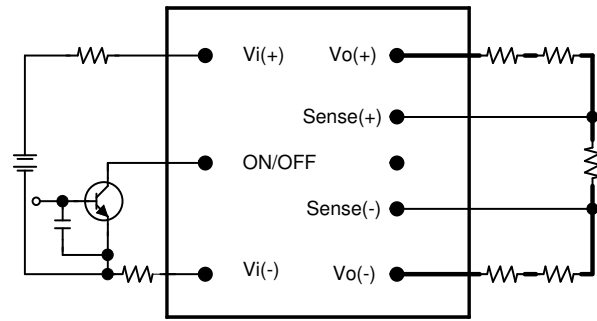 Vi(+) Vo(+)
Sense(+)
ON/OFF
Sense(-)
Vi(-) Vo(-)